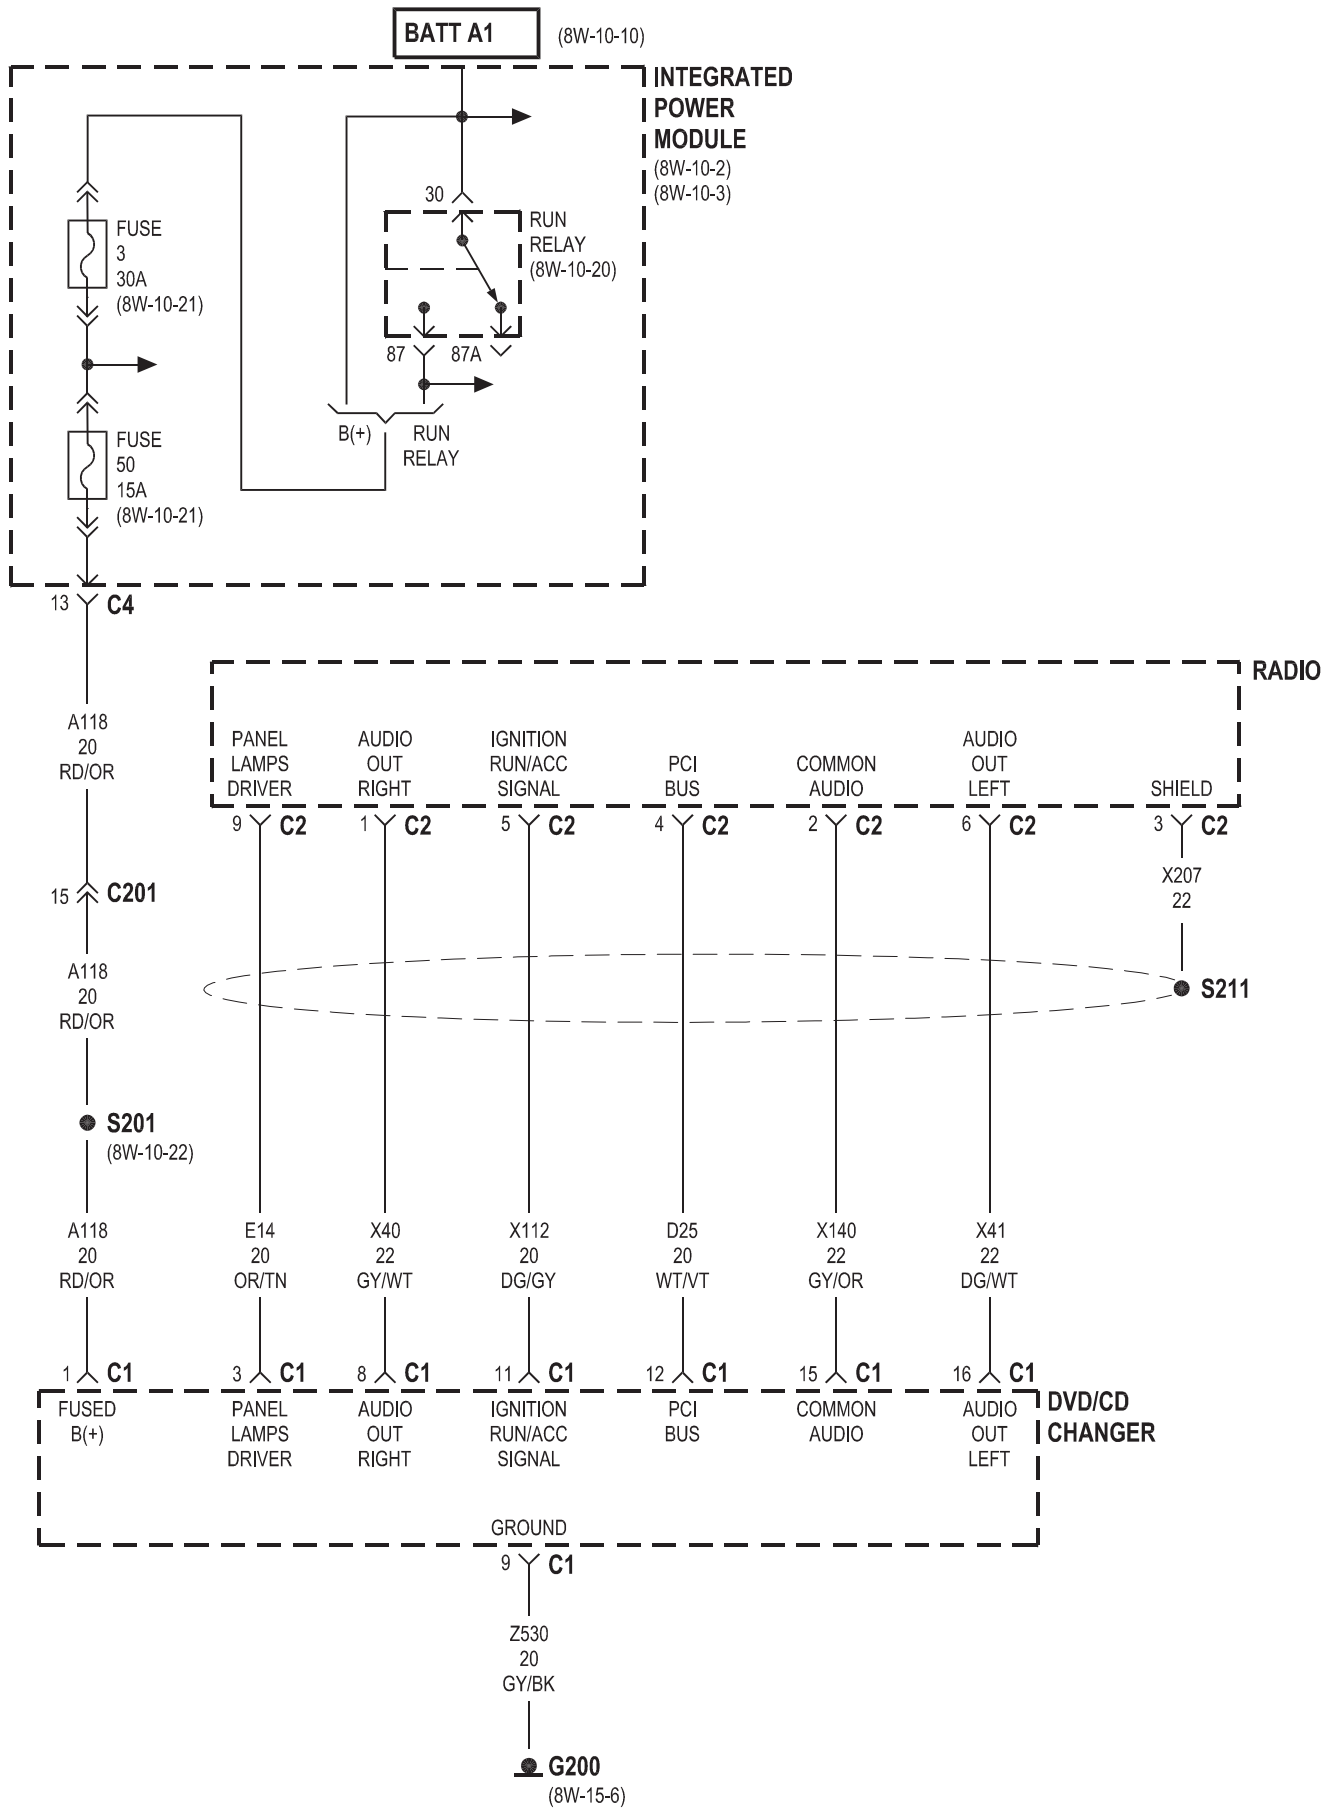 BATT A1
(8W-10-10)
INTEGRATED
POWER
MODULE
(8W-10-2)
(8W-10-3)
30
RUN
RELAY
(8W-10-20)
FUSE
3
30A
(8W-10-21)
87
87A
B(+)
RUN
RELAY
FUSE
50
15A
(8W-10-21)
13
C4
RADIO
A118
20
RD/OR
PANEL
LAMPS
DRIVER
AUDIO
OUT
RIGHT
IGNITION
RUN/ACC
SIGNAL
PCI
BUS
COMMON
AUDIO
AUDIO
OUT
LEFT
SHIELD
9 C2
1 C2
5 C2
4 C2
2 C2
6 C2
3 C2
15 C201
X207
22
A118
20
RD/OR
S211
S201
(8W-10-22)
A118
20
RD/OR
E14
20
OR/TN
X40
22
GY/WT
X112
20
DG/GY
D25
20
WT/VT
X140
22
GY/OR
X41
22
DG/WT
1 C1
3 C1
8 C1
11 C1
12 C1
15 C1
16 C1
DVD/CD
CHANGER
FUSED
B(+)
PANEL
LAMPS
DRIVER
AUDIO
OUT
RIGHT
IGNITION
RUN/ACC
SIGNAL
PCI
BUS
COMMON
AUDIO
AUDIO
OUT
LEFT
GROUND
9 C1
Z530
20
GY/BK
G200
(8W-15-6)